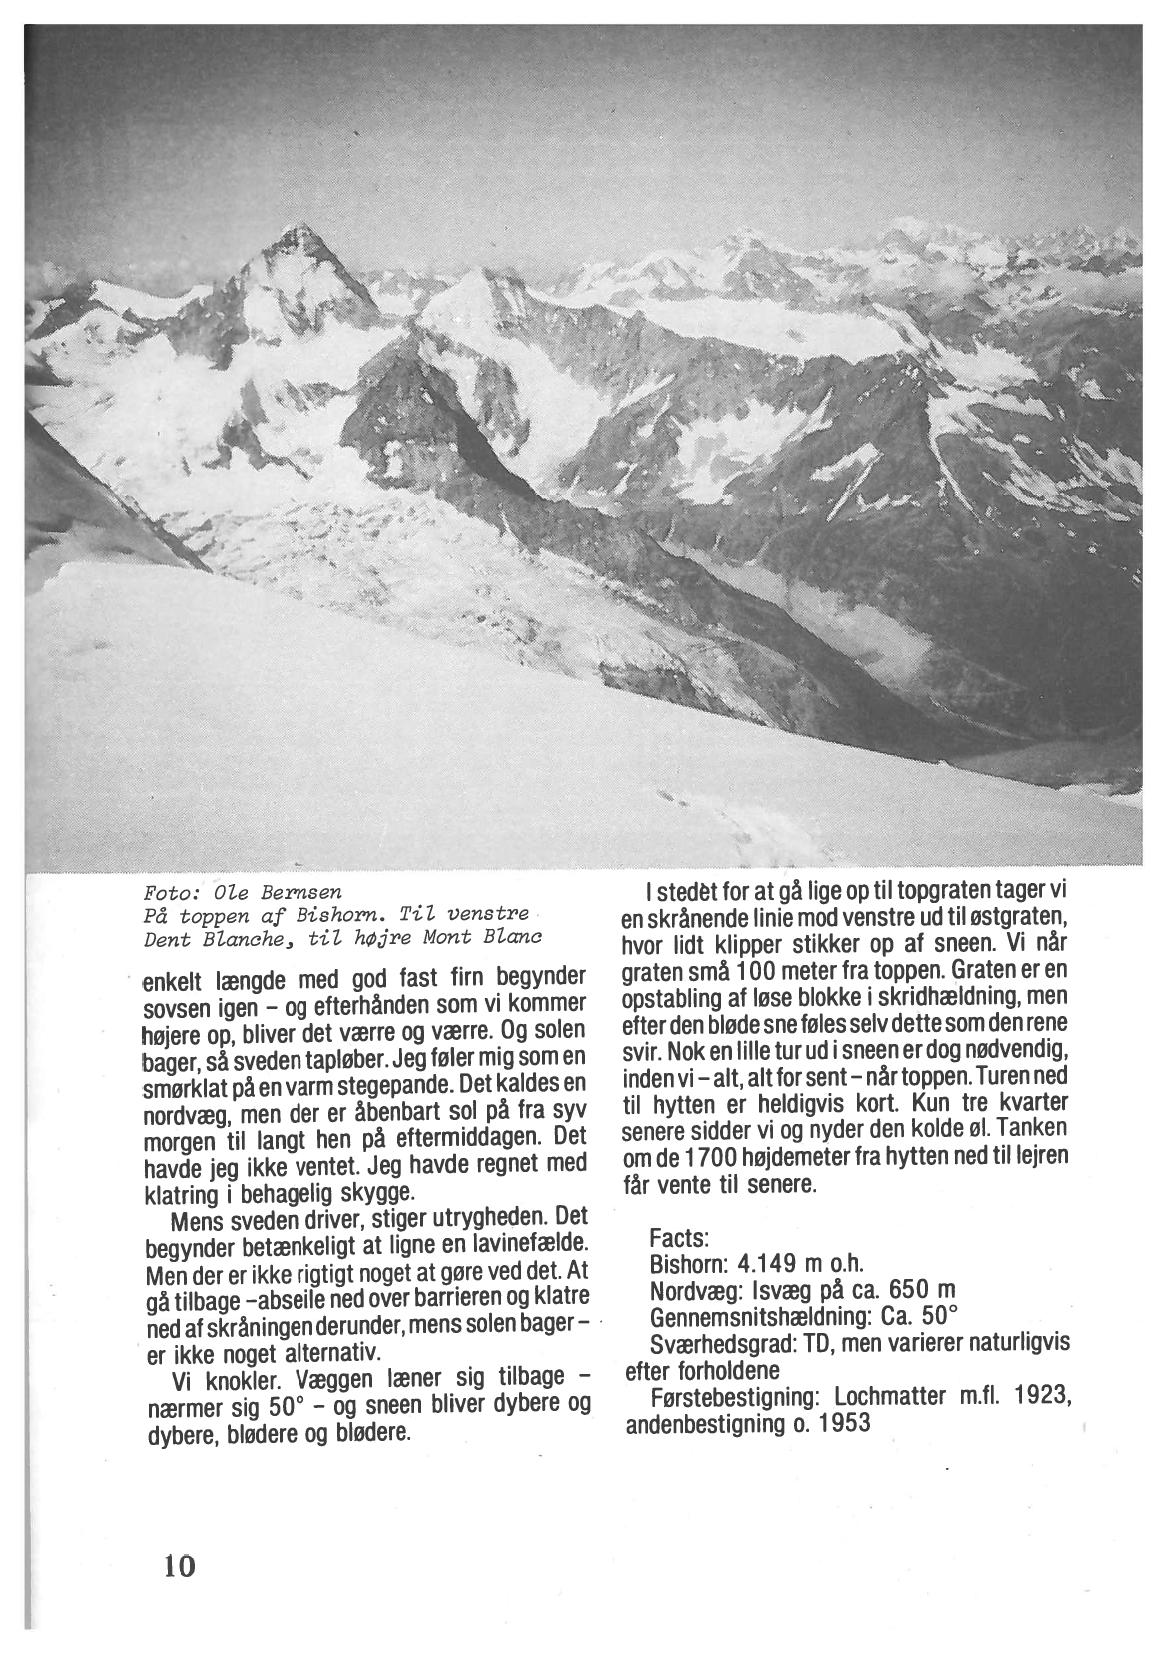 Foto: Ole Bernsen
På toppen af Bishorn. Til venstre
Dent Blanche, til højre Mont Blanc
enkelt længde med god fast firn begynder
sovsen igen – og efterhånden som vi kommer
højere op, bliver det værre og værre. Og solen
bager, så sveden tapløber. Jeg føler mig som en
smørklat på en varm stegepande. Det kaldes en
nordvæg, men der er åbenbart sol på fra syv
morgen til langt hen på eftermiddagen. Det
havde jeg ikke ventet. Jeg havde regnet med
klatring i behagelig skygge.
Mens sveden driver, stiger utrygheden. Det
begynder betænkeligt at ligne en lavinefælde.
Men der er ikke rigtigt noget at gøre ved det. At
gå tilbage –abseile ned over barrieren og klatre
ned af skråningen derunder, mens solen bager –
er ikke noget alternativ.
Vi knokler. Væggen læner sig tilbage –
nærmer sig 50° – og sneen bliver dybere og
dybere, blødere og blødere.
I stedet for at gå lige op til topgraten tager vi
en skrånende linie mod venstre ud til østgraten,
hvor lidt klipper stikker op af sneen. Vi når
graten små 100 meter fra toppen. Graten er en
opstabling af løse blokke i skridhældning, men
efter den bløde sne føles selv dette som den rene
svir. Nok en lille tur ud i sneen er dog nødvendig,
inden vi – alt, alt for sent – når toppen. Turen ned
til hytten er heldigvis kort. Kun tre kvarter
senere sidder vi og nyder den kolde øl. Tanken
om de 1700 højdemeter fra hytten ned til lejren
får vente til senere.
Facts:
Bishorn: 4.149 m o.h.
Nordvæg: Isvæg på ca. 650 m
Gennemsnitshældning: Ca. 50°
Sværhedsgrad: TD, men varierer naturligvis
efter forholdene
Førstebestigning: Lochmatter m.fl. 1923,
andenbestigning o. 1953
10